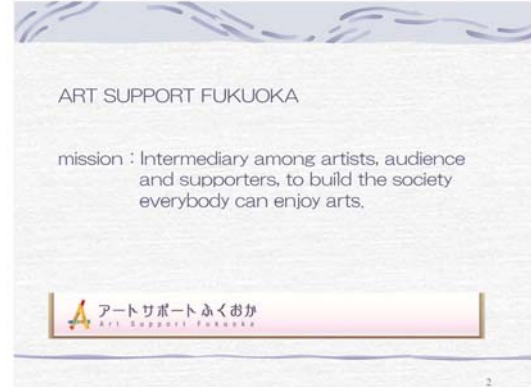 ART SUPPORT FUKUOKA
mission：Intermediary among artists, audience
and supporters, to build the society
everybody can enjoy arts.
アートサポートふくおか
Art Support Fukuoka
2